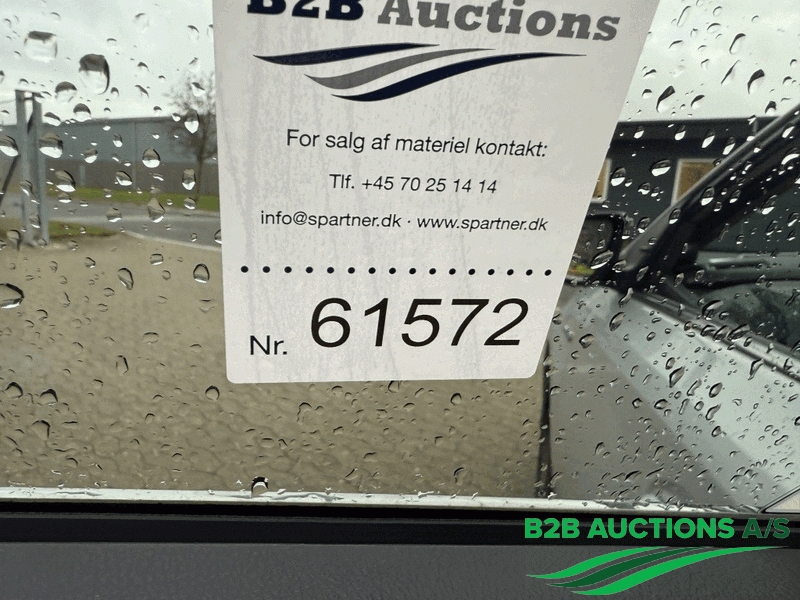 B2B Auctions
For salg af materiel kontakt:
Tlf. +45 70 25 14 14
info@spartner.dk · www.spartner.dk
Nr. 61572
B2B AUCTIONS A/S